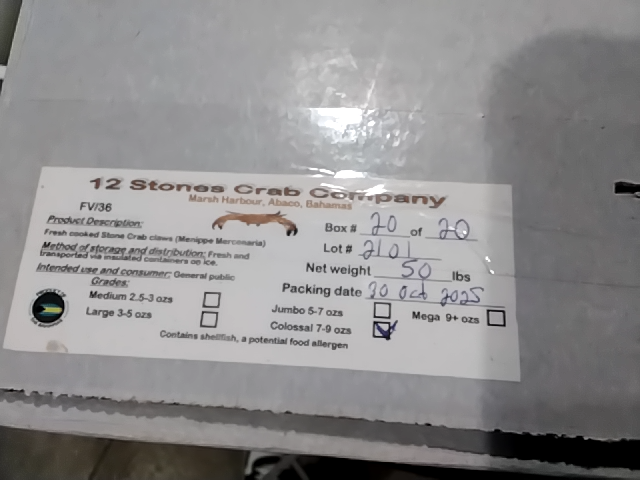 12 Stones Crab Company
Marsh Harbour, Abaco, Bahamas
FV/36
Product Description:
Fresh cooked Stone Crab claws (Menippe Mercenaria)
Method of storage and distribution: Fresh and
transported via insulated containers on ice.
Intended use and consumer: General public
Grades:
Medium 2.5-3 ozs
Large 3-5 ozs
Box # 20 of 20
Lot # 2101
Net weight 50 lbs
Packing date 30 Oct 2025
Jumbo 5-7 ozs
Mega 9+ ozs
Colossal 7-9 ozs
Contains shellfish, a potential food allergen